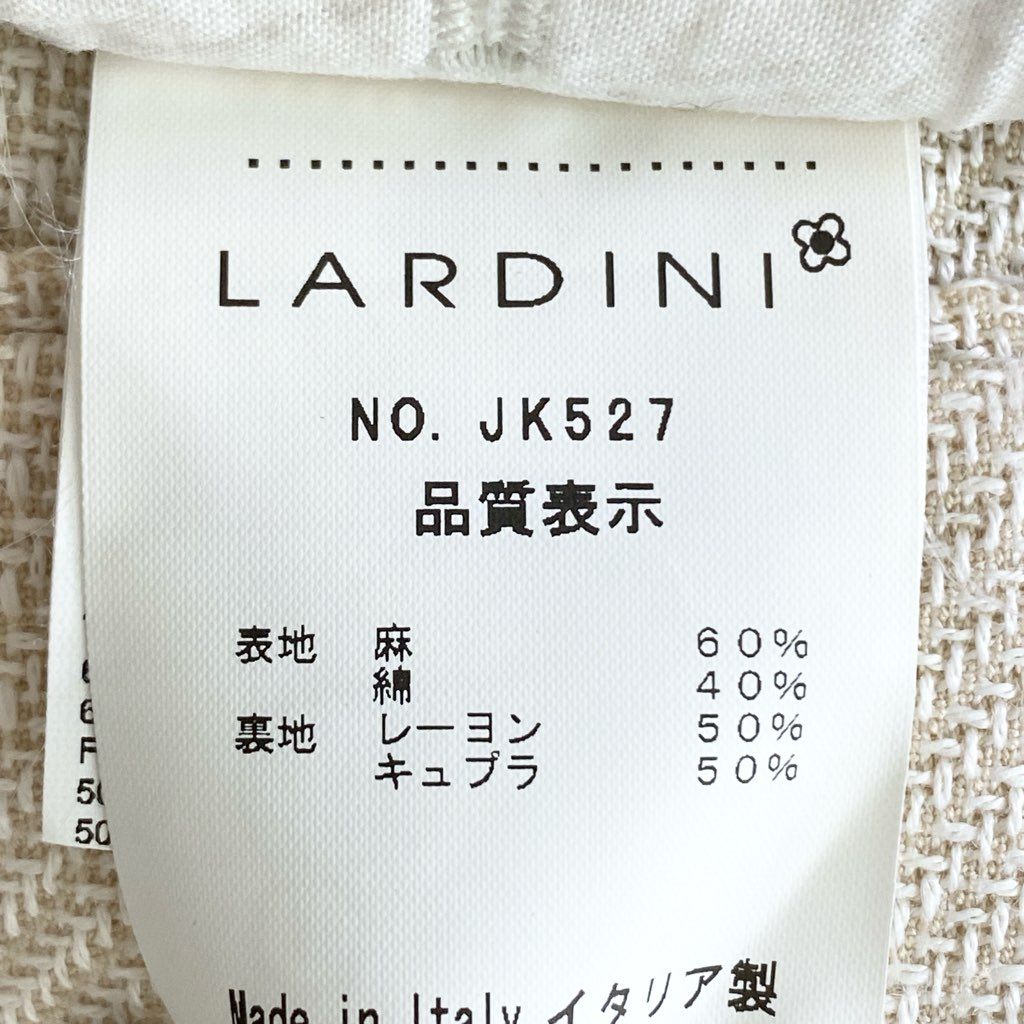 LARDINI
NO. JK527
品質表示
表地 麻 60%
綿 40%
裏地 レーヨン 50%
キュプラ 50%
Made in Italy イタリア製